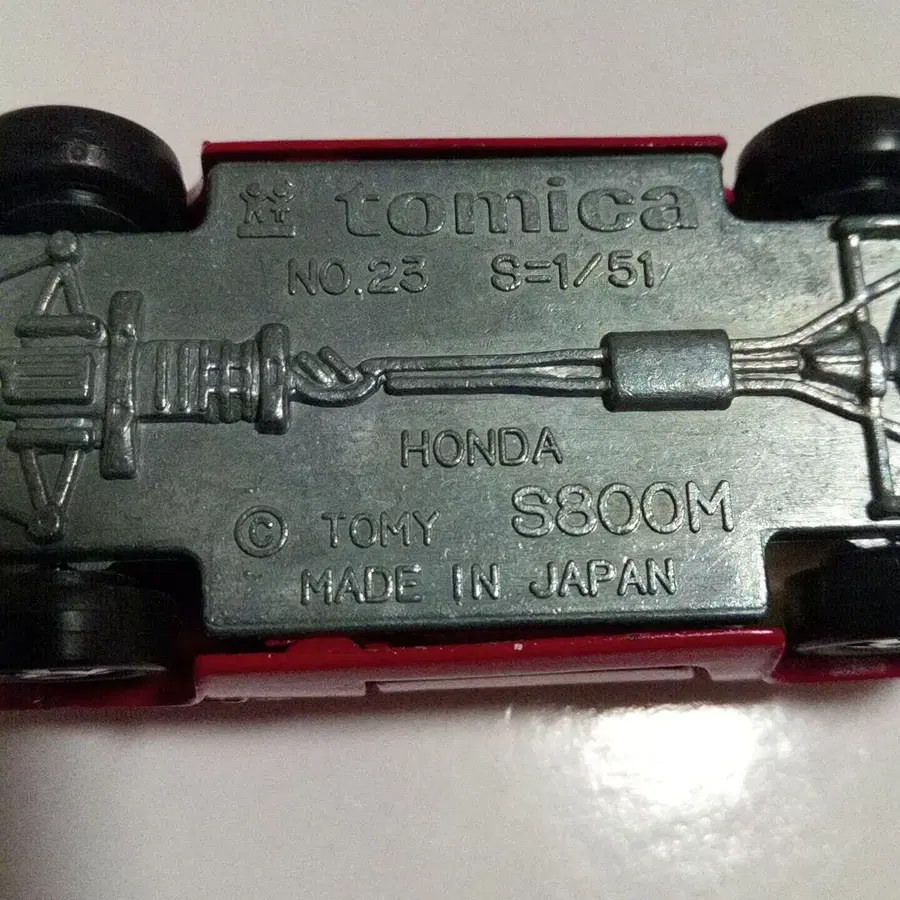 tomica
NO.23 S=1/51
HONDA
S800M
© TOMY
MADE IN JAPAN